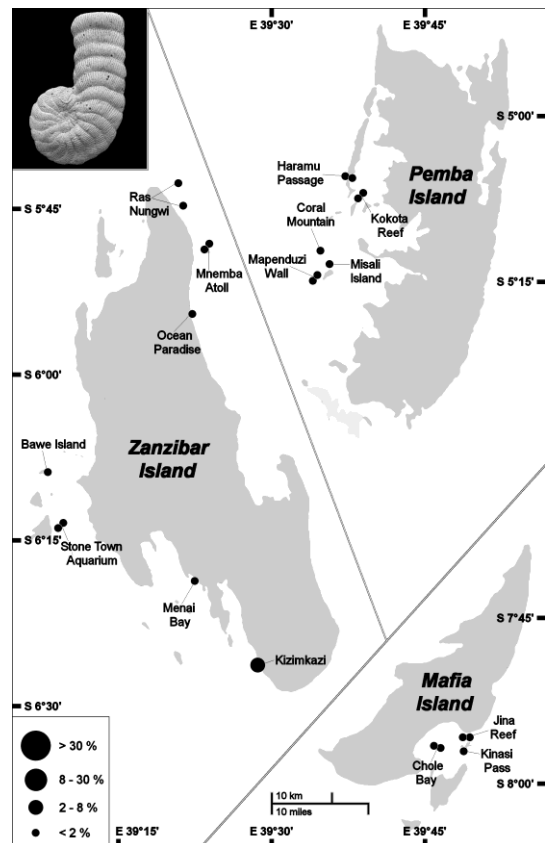 E 39°30'
E 39°45'
S 5°00'
Haramu
Passage
Pemba
Island
Ras
Nungwi
S 5°45'
Coral
Mountain
Kokota
Reef
Mnemba
Atoll
Mapenduzi
Wall
Misali
Island
S 5°15'
Ocean
Paradise
S 6°00'
Zanzibar
Island
Bawe Island
S 6°15'
Stone Town
Aquarium
Menai
Bay
S 7°45'
Kizimkazi
Mafia
Island
S 6°30'
Jina
Reef
Kinasi
Pass
Chole
Bay
> 30 %
8 - 30 %
2 - 8 %
< 2 %
S 8°00'
10 km
10 miles
E 39°15'
E 39°30'
E 39°45'